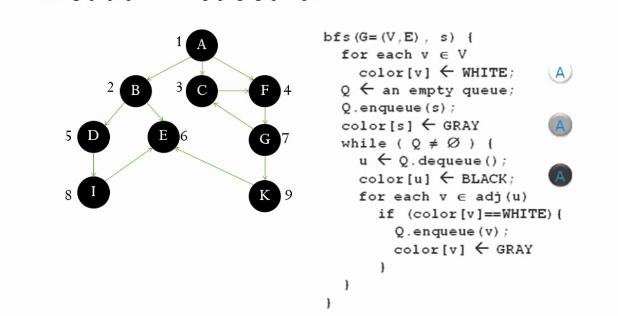 1 A
2 B 3 C F 4
5 D E 6 G 7
8 I K 9
bfs(G=(V,E), s) {
for each v ∈ V
color[v] ← WHITE; A
Q ← an empty queue;
Q.enqueue(s);
color[s] ← GRAY A
while ( Q ≠ Ø ) {
u ← Q.dequeue();
color[u] ← BLACK; A
for each v ∈ adj(u)
if (color[v]==WHITE){
Q.enqueue(v);
color[v] ← GRAY
}
}
}